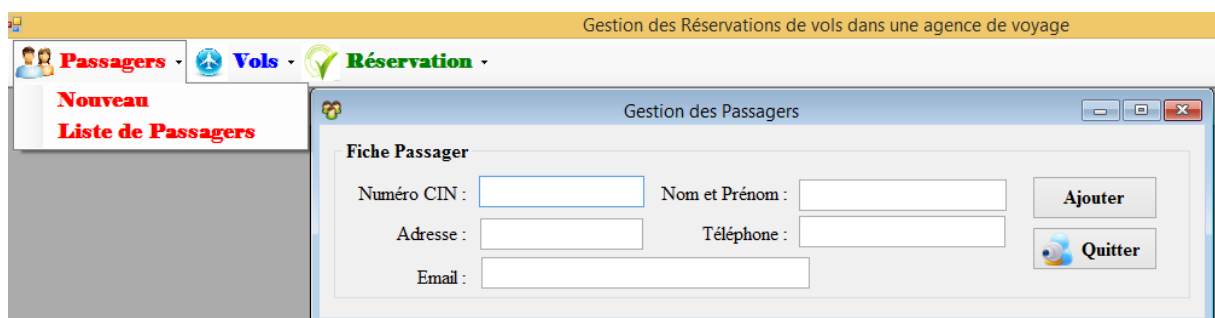 Gestion des Réservations de vols dans une agence de voyage
Passagers Vols Réservation
Nouveau
Liste de Passagers
Gestion des Passagers
Fiche Passager
Numéro CIN : Nom et Prénom : Ajouter
Adresse : Téléphone :
Quitter
Email :